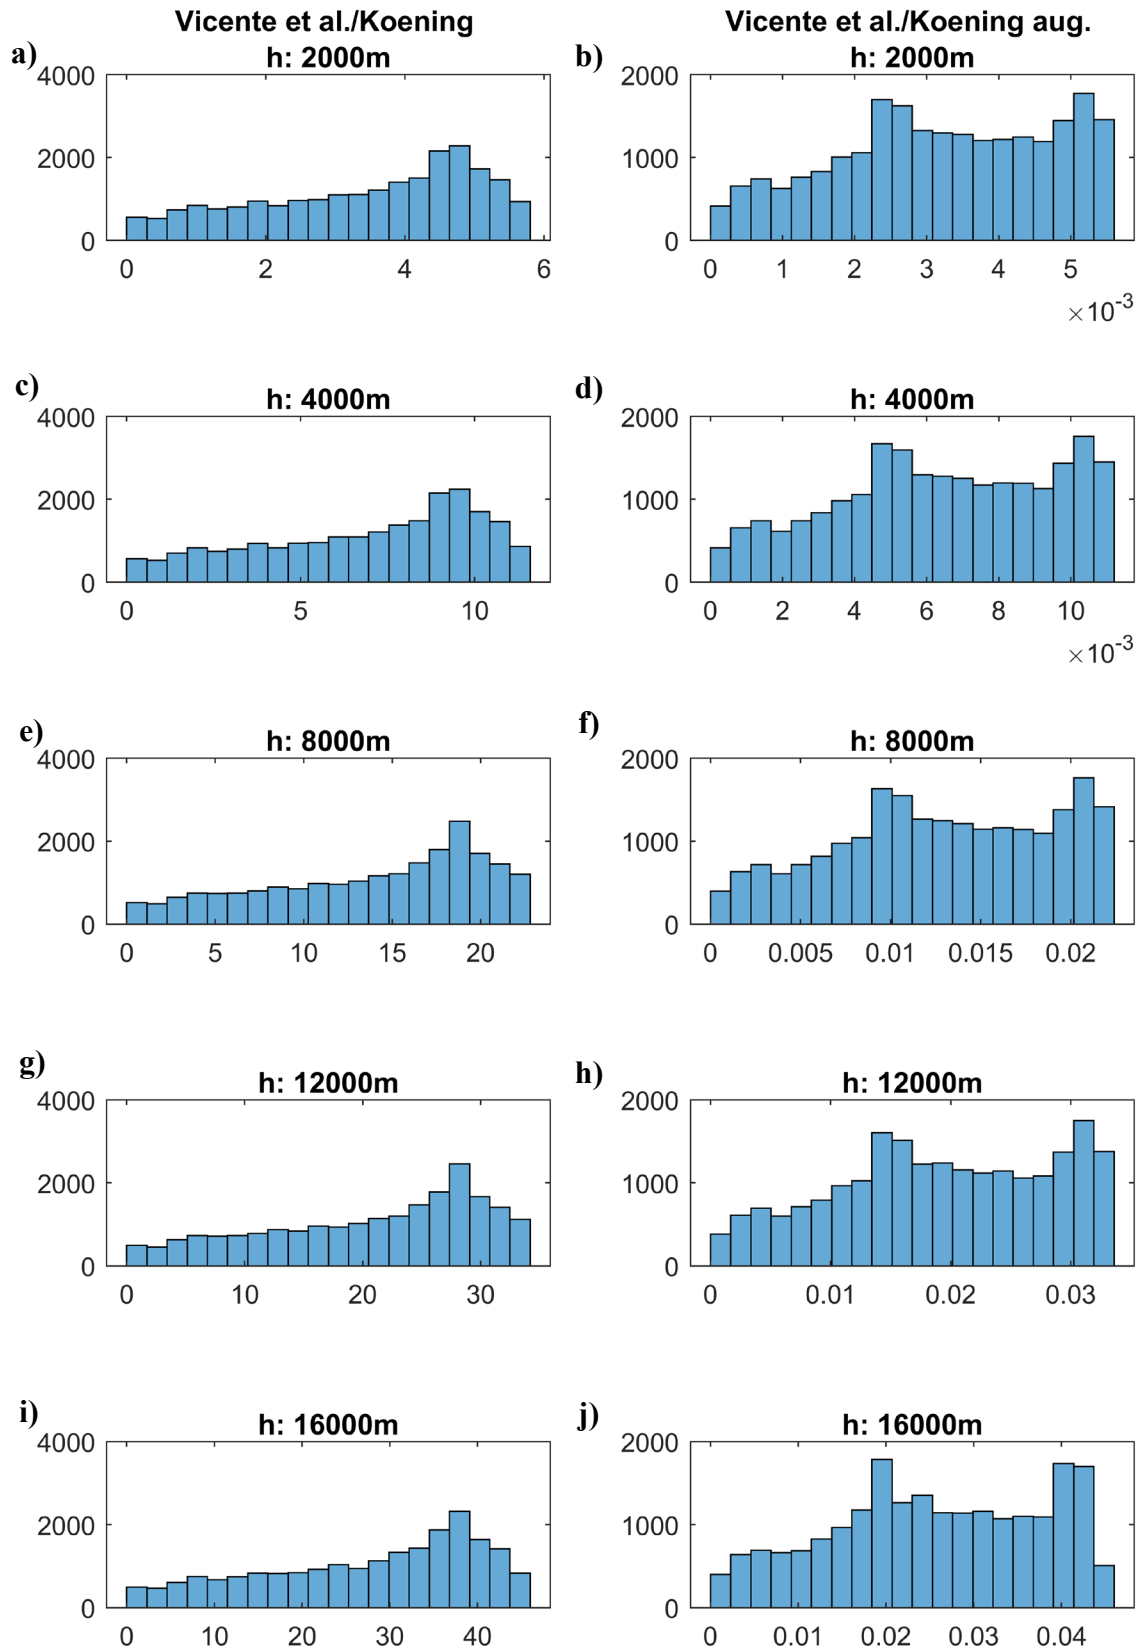 Vicente et al./Koening
Vicente et al./Koening aug.
a)
h: 2000m
4000
2000
0
0 2 4 6
b)
h: 2000m
2000
1000
0
0 1 2 3 4 5
×10-3
c)
h: 4000m
4000
2000
0
0 5 10
d)
h: 4000m
2000
1000
0
0 2 4 6 8 10
×10-3
e)
h: 8000m
4000
2000
0
0 5 10 15 20
f)
h: 8000m
2000
1000
0
0 0.005 0.01 0.015 0.02
g)
h: 12000m
4000
2000
0
0 10 20 30
h)
h: 12000m
2000
1000
0
0 0.01 0.02 0.03
i)
h: 16000m
4000
2000
0
0 10 20 30 40
j)
h: 16000m
2000
1000
0
0 0.01 0.02 0.03 0.04